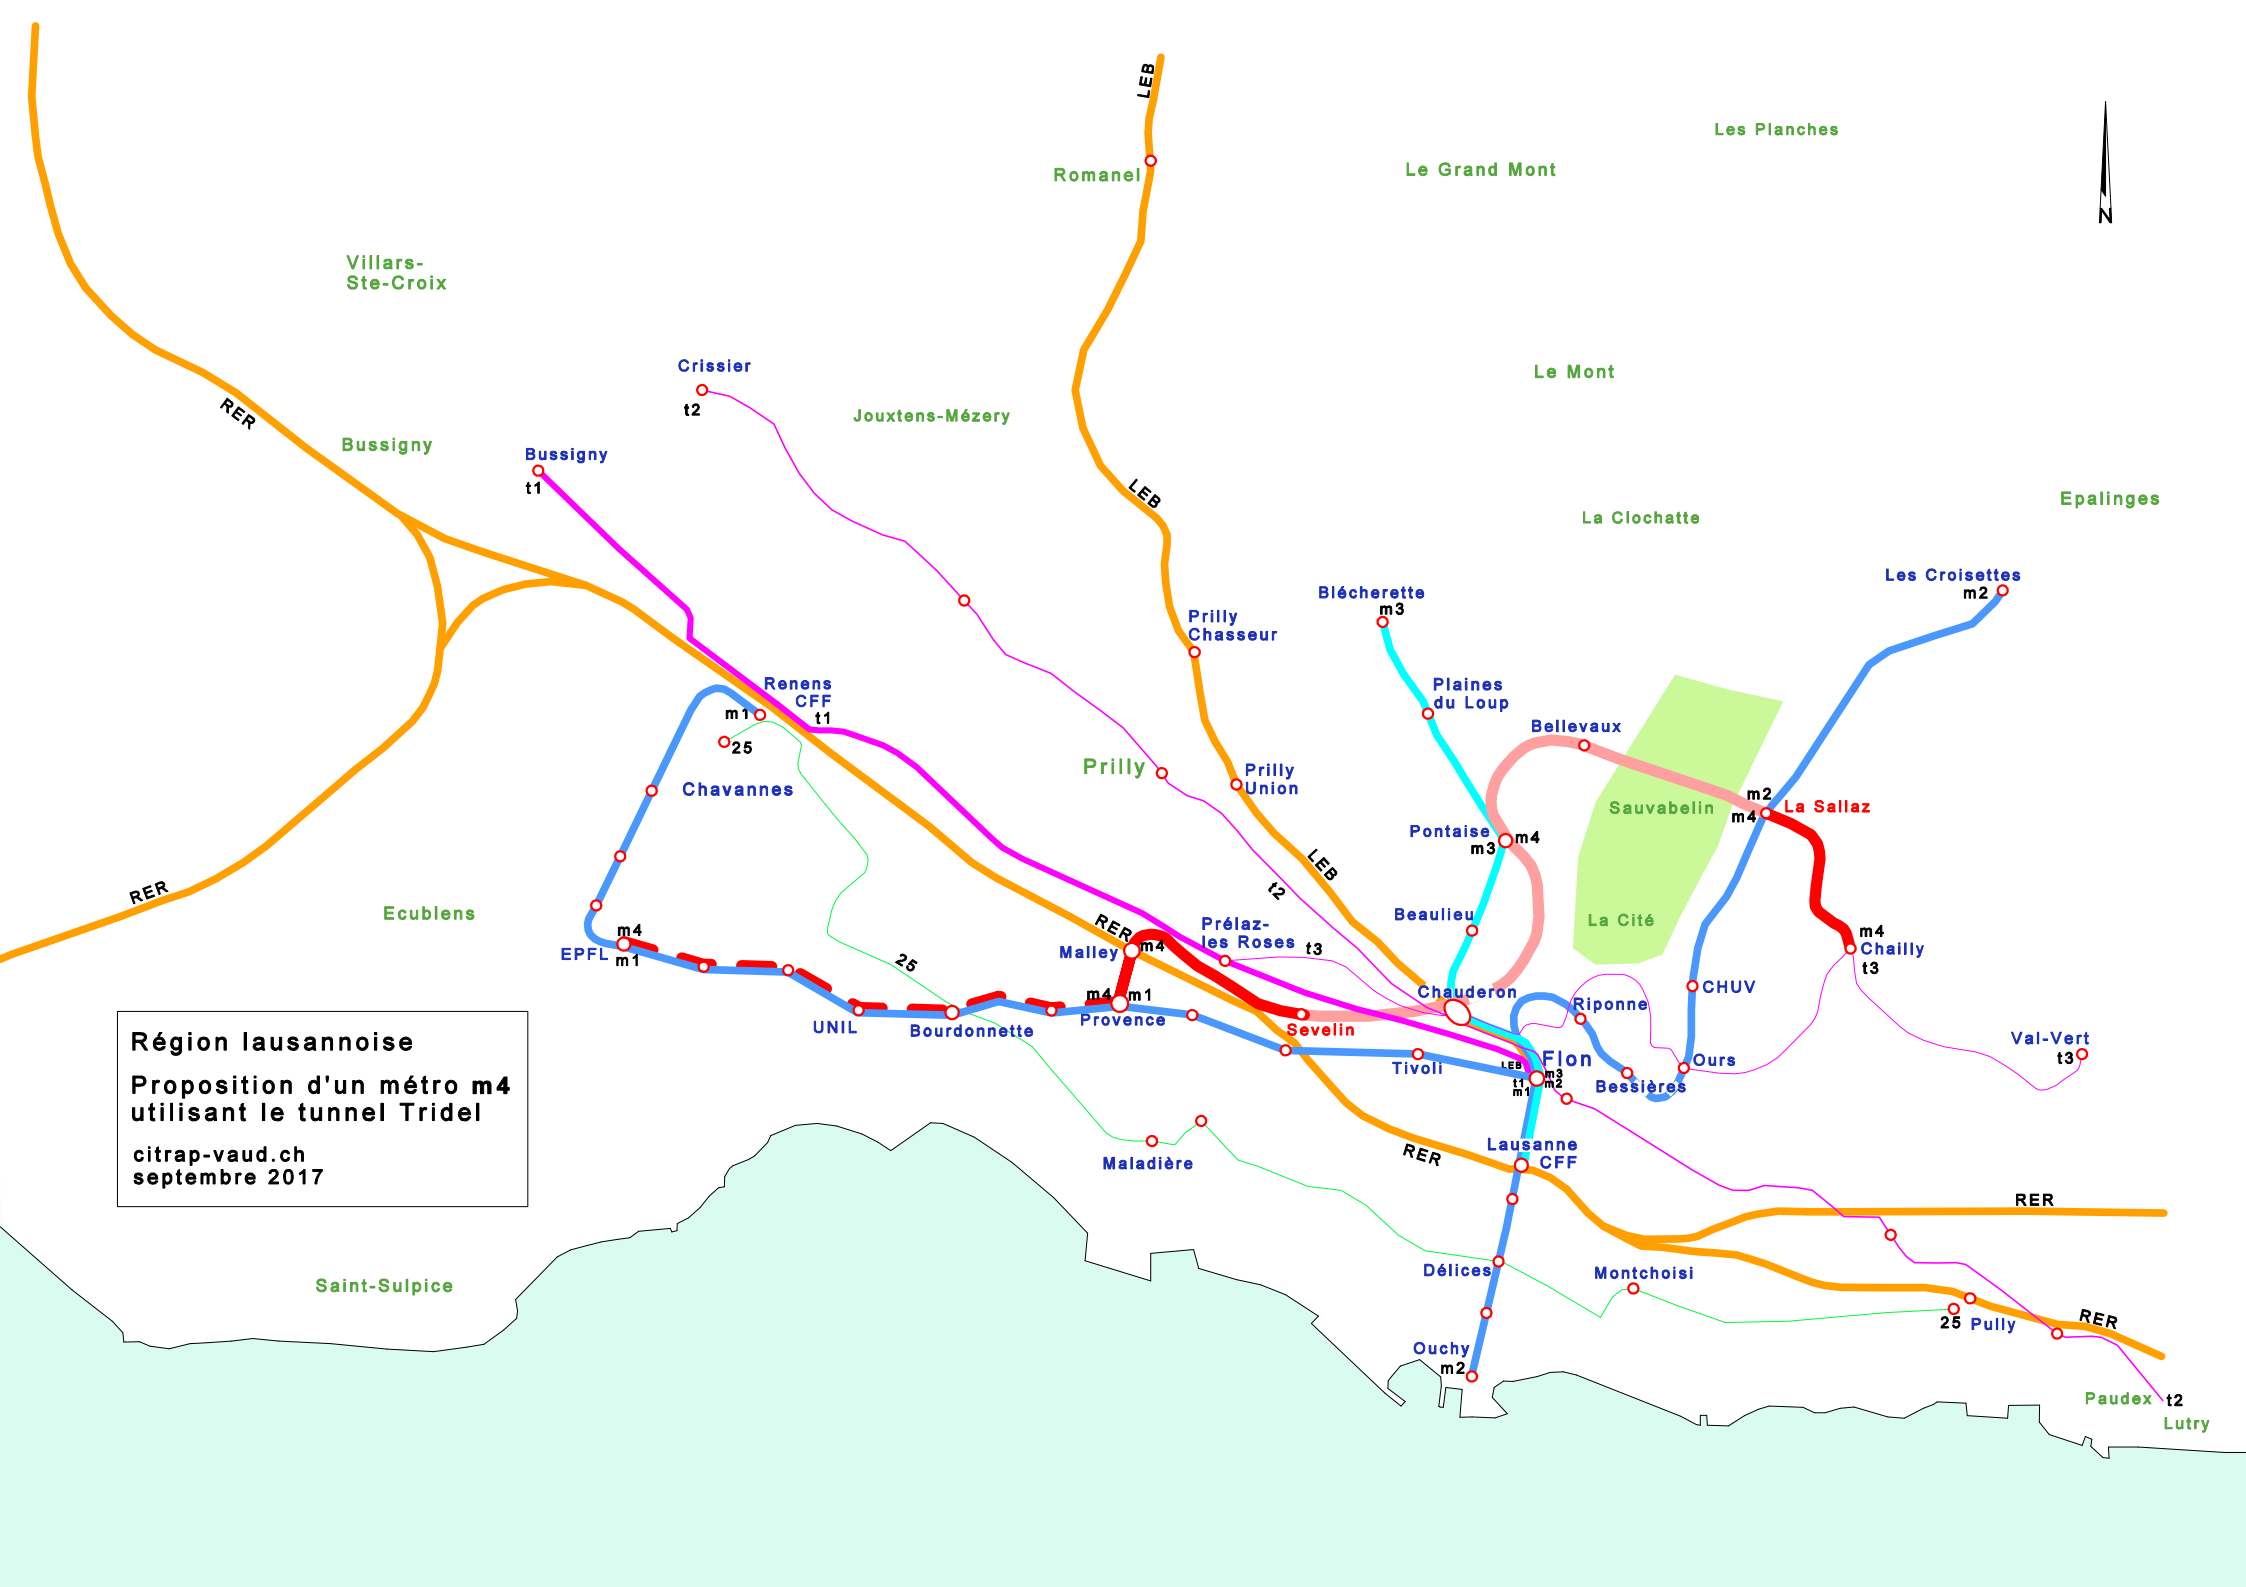 LEB
Les Planches
Romanel
Le Grand Mont
N
Villars-
Ste-Croix
Crissier
t2
Le Mont
RER
Jouxtens-Mézery
Bussigny
Bussigny
t1
LEB
Epalinges
La Clochatte
Les Croisettes
m2
Blécherette
m3
Prilly
Chasseur
Renens
CFF
t1
m1
25
Plaines
du Loup
Bellevaux
Prilly
Prilly
Union
Chavannes
m2
m4
La Sallaz
Sauvabelin
Pontaise
m3
m4
LEB
t2
RER
Ecublens
Beaulieu
La Cité
RER
Prélaz-
les Roses
t3
m4
Chailly
t3
EPFL
m4
m1
Malley
m4
25
CHUV
Chauderon
m4
m1
Provence
Riponne
UNIL
Bourdonnette
Sevelin
Région lausannoise
Proposition d'un métro m4
utilisant le tunnel Tridel
citrap-vaud.ch
septembre 2017
Val-Vert
t3
Flon
Ours
Tivoli
LEB
t1
m1
m3
m2
Bessières
Lausanne
CFF
Maladière
RER
RER
Délices
Montchoisi
Saint-Sulpice
25
Pully
RER
Ouchy
m2
Paudex
t2
Lutry